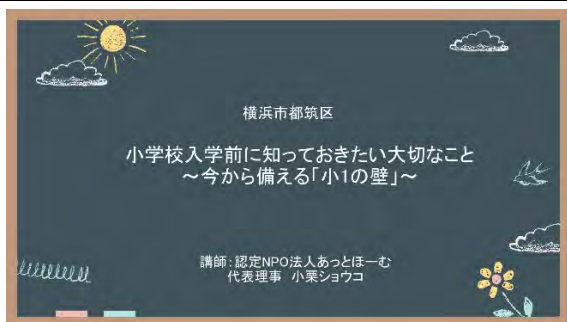 横浜市都筑区
小学校入学前に知っておきたい大切なこと
～今から備える「小1の壁」～
講師：認定NPO法人あっとほーむ
代表理事 小栗ショウコ